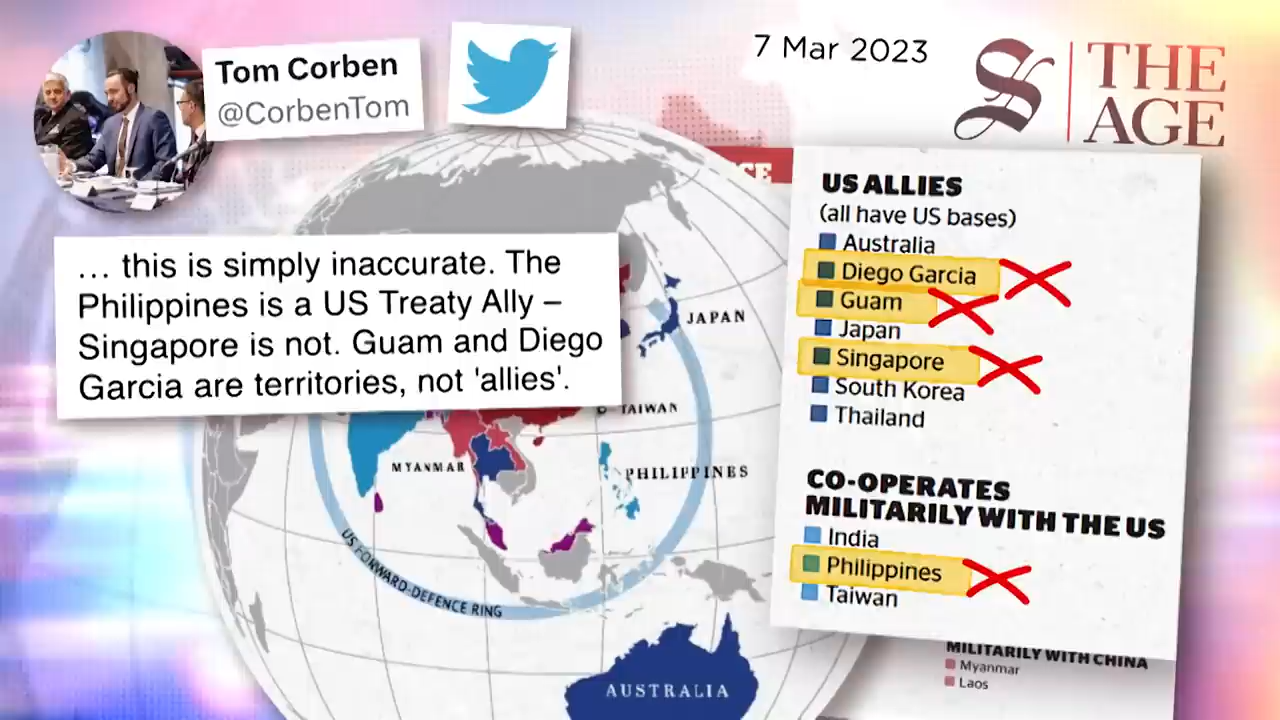 Tom Corben
@CorbenTom
7 Mar 2023
S THE
AGE
... this is simply inaccurate. The
Philippines is a US Treaty Ally –
Singapore is not. Guam and Diego
Garcia are territories, not 'allies'.
JAPAN
TAIWAN
MYANMAR
PHILIPPINES
US FORWARD-DEFENCE RING
AUSTRALIA
US ALLIES
(all have US bases)
Australia
Diego Garcia
Guam
Japan
Singapore
South Korea
Thailand
CO-OPERATES
MILITARILY WITH THE US
India
Philippines
Taiwan
MILITARILY WITH CHINA
Myanmar
Laos